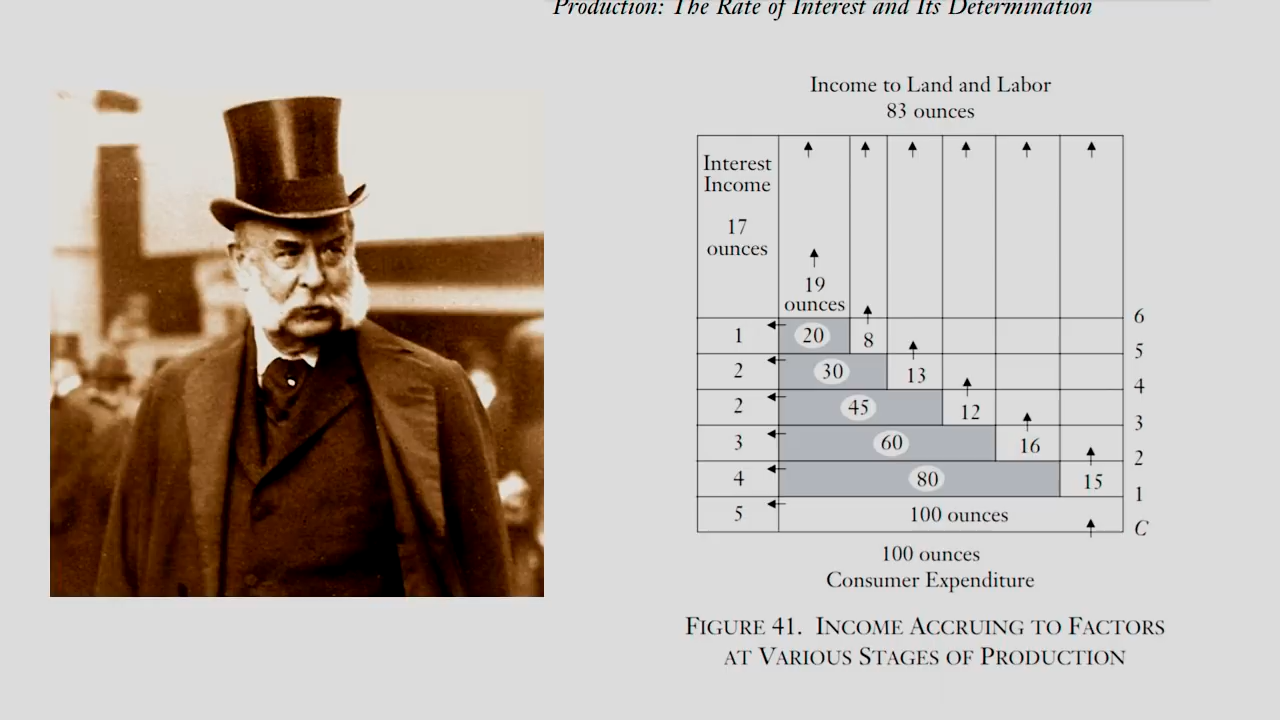 Production: The Rate of Interest and Its Determination
Income to Land and Labor
83 ounces
Interest
Income
17
ounces
19
ounces
6
1 20 8
5
2 30 13
4
2 45 12
3
3 60 16
2
4 80 15
1
5 100 ounces
C
100 ounces
Consumer Expenditure
FIGURE 41. INCOME ACCRUING TO FACTORS
AT VARIOUS STAGES OF PRODUCTION